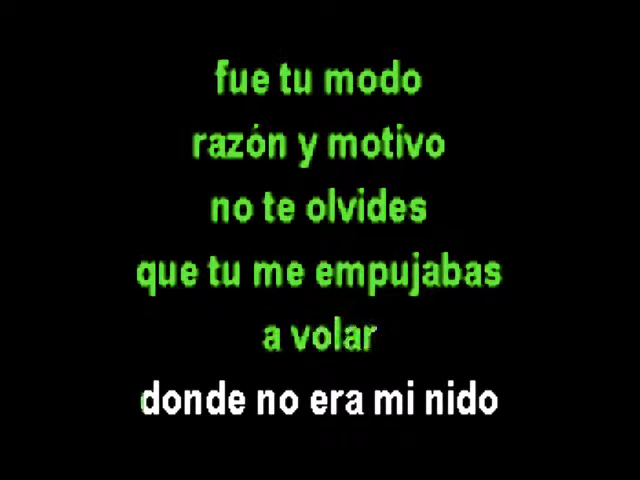 fue tu modo
razón y motivo
no te olvides
que tu me empujabas
a volar
donde no era mi nido